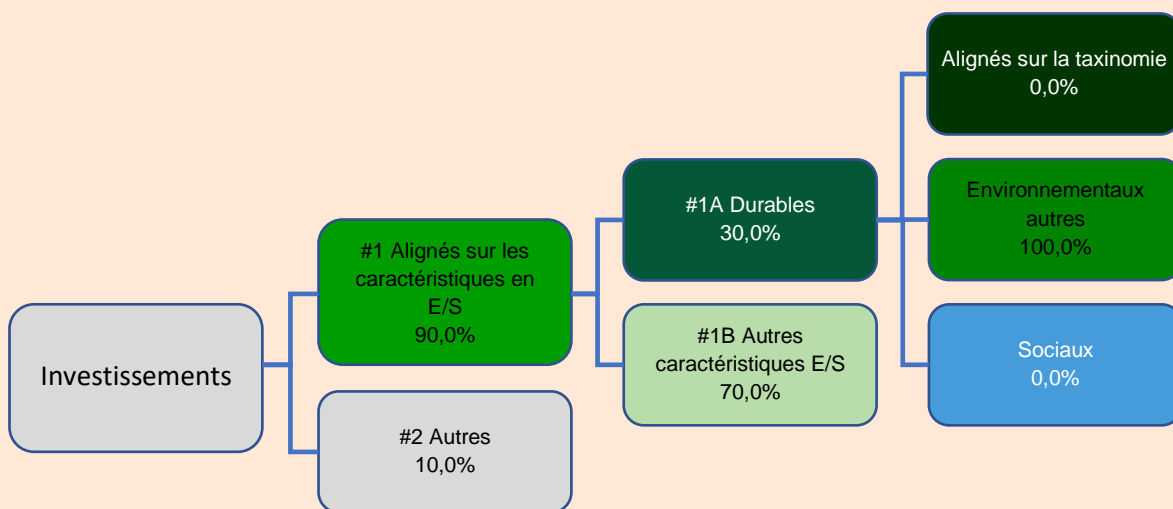 Investissements
#1 Alignés sur les
caractéristiques en
E/S
90,0%
#2 Autres
10,0%
#1A Durables
30,0%
#1B Autres
caractéristiques E/S
70,0%
Alignés sur la taxinomie
0,0%
Environnementaux
autres
100,0%
Sociaux
0,0%